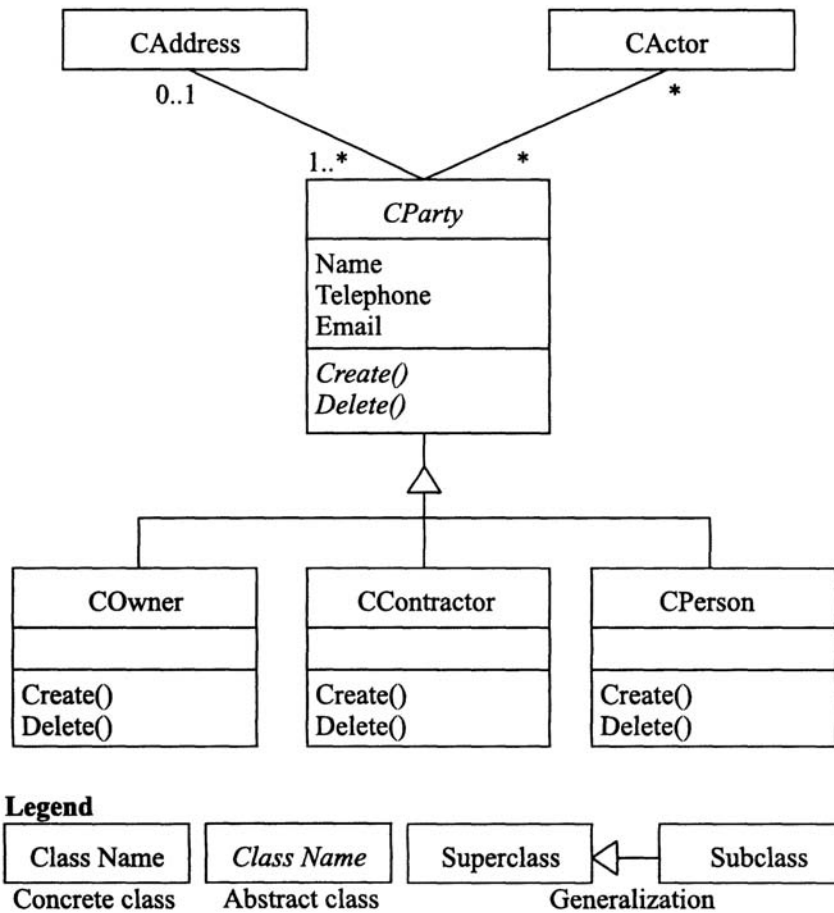 CAddress
CActor
0..1
*
1..*
*
CParty
Name
Telephone
Email
Create()
Delete()
COwner
CContractor
CPerson
Create()
Delete()
Create()
Delete()
Create()
Delete()
Legend
Class Name
Class Name
Superclass
Subclass
Concrete class
Abstract class
Generalization